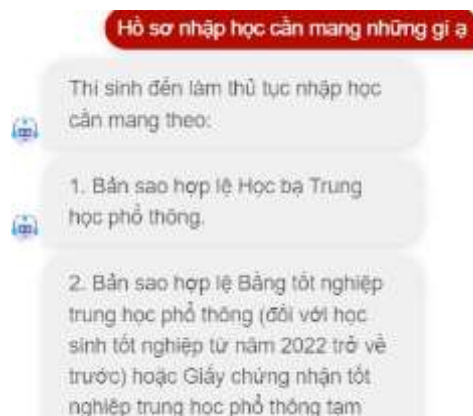 Hồ sơ nhập học cần mang những gì ạ
Thí sinh đến làm thủ tục nhập học
cần mang theo:
1. Bản sao hợp lệ Học bạ Trung
học phổ thông.
2. Bản sao hợp lệ Bằng tốt nghiệp
trung học phổ thông (đối với học
sinh tốt nghiệp từ năm 2022 trở về
trước) hoặc Giấy chứng nhận tốt
nghiệp trung học phổ thông tạm